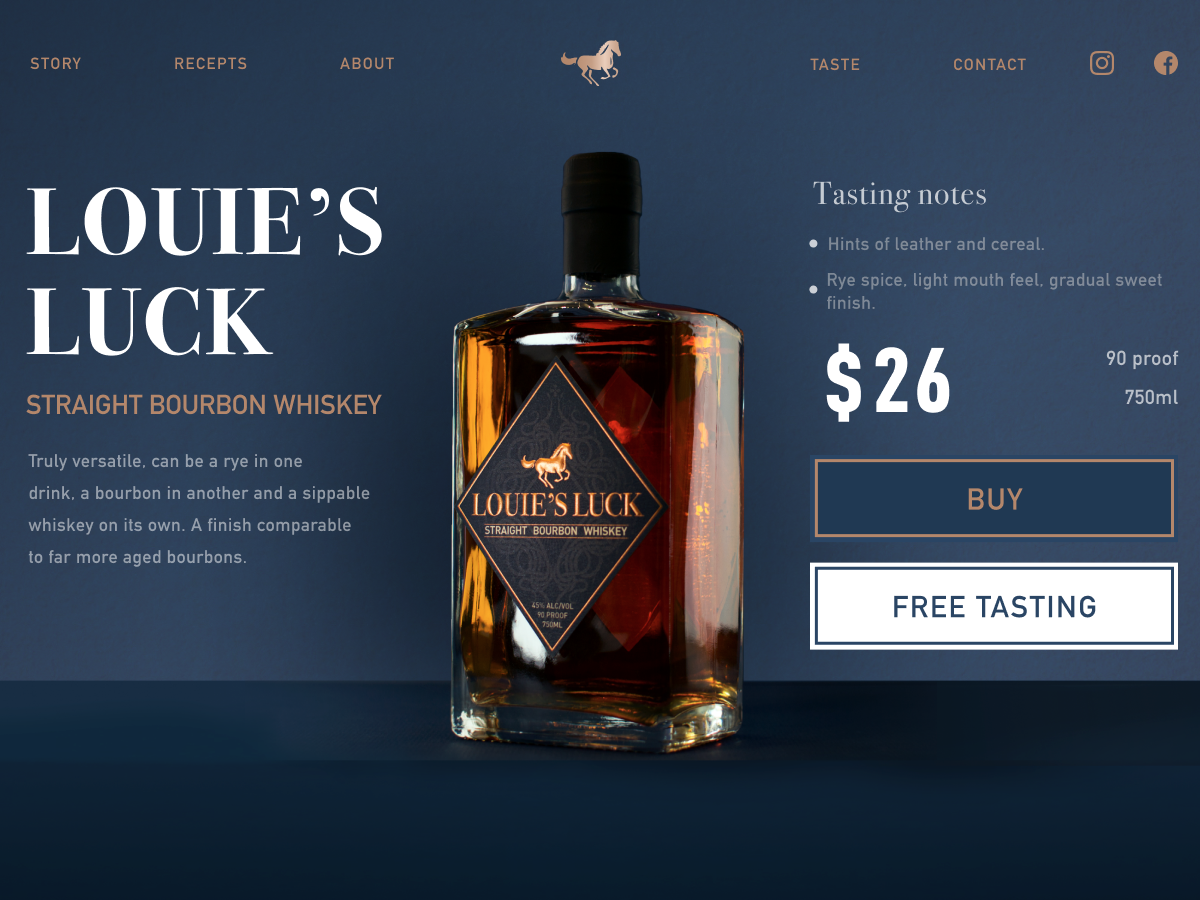 STORY
RECEPTS
ABOUT
TASTE
CONTACT
LOUIE’S
LUCK
STRAIGHT BOURBON WHISKEY
Truly versatile, can be a rye in one
drink, a bourbon in another and a sippable
whiskey on its own. A finish comparable
to far more aged bourbons.
LOUIE’S LUCK
STRAIGHT BOURBON WHISKEY
45% ALC/VOL
90 PROOF
750ML
Tasting notes
Hints of leather and cereal.
Rye spice, light mouth feel, gradual sweet
finish.
$26
90 proof
750ml
BUY
FREE TASTING